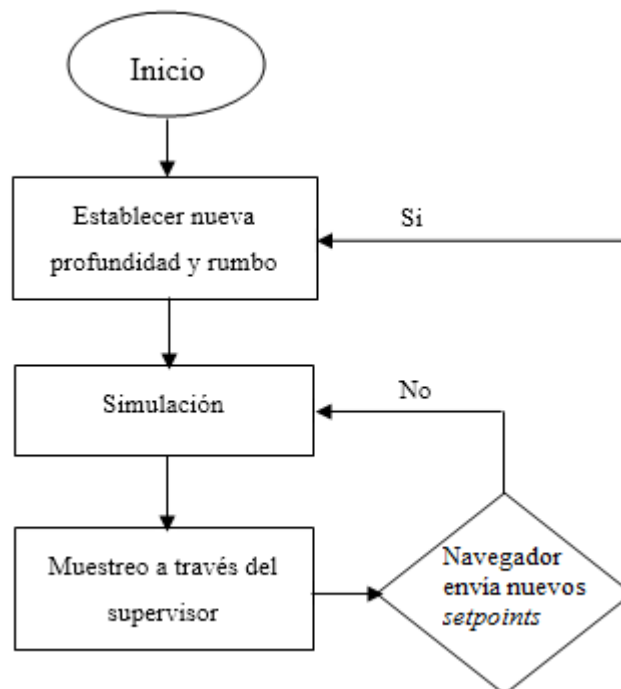 Inicio
Establecer nueva
profundidad y rumbo
Si
Simulación
No
Muestreo a través del
supervisor
Navegador
envía nuevos
setpoints